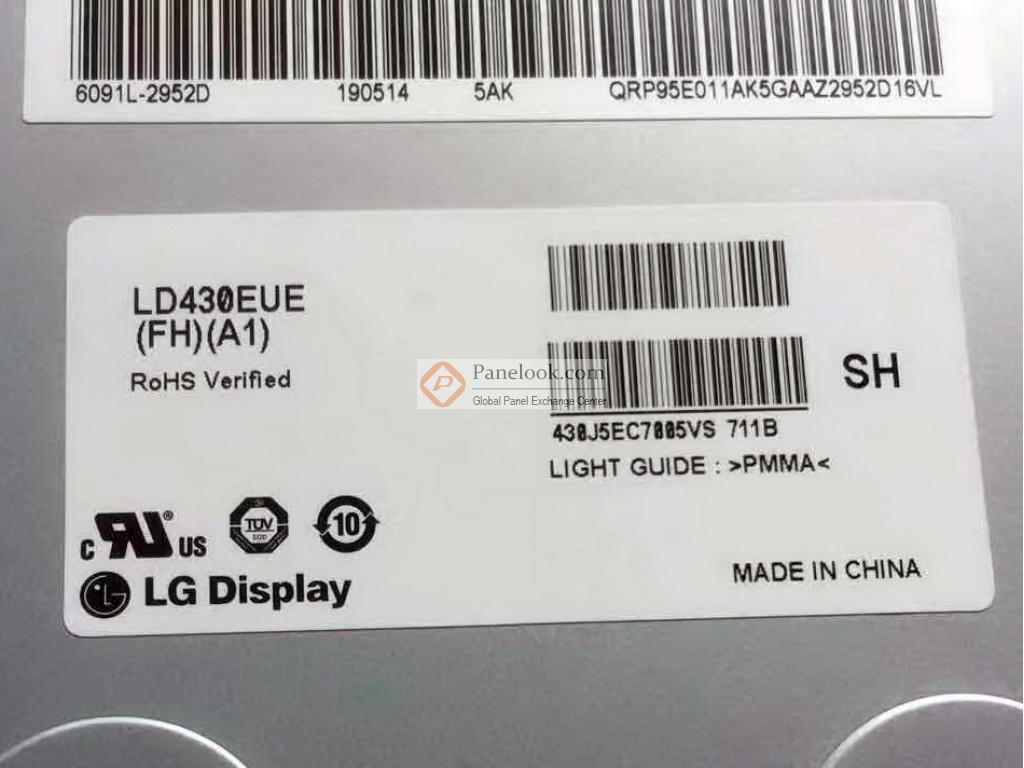 6091L-2952D 190514 5AK QRP95E011AK5GAAZ2952D16VL
LD430EUE
(FH)(A1)
RoHS Verified
Panelook.com
Global Panel Exchange Center
SH
430J5EC7005VS 711B
LIGHT GUIDE : >PMMA<
c RU US
TÜV
10
LG Display
MADE IN CHINA